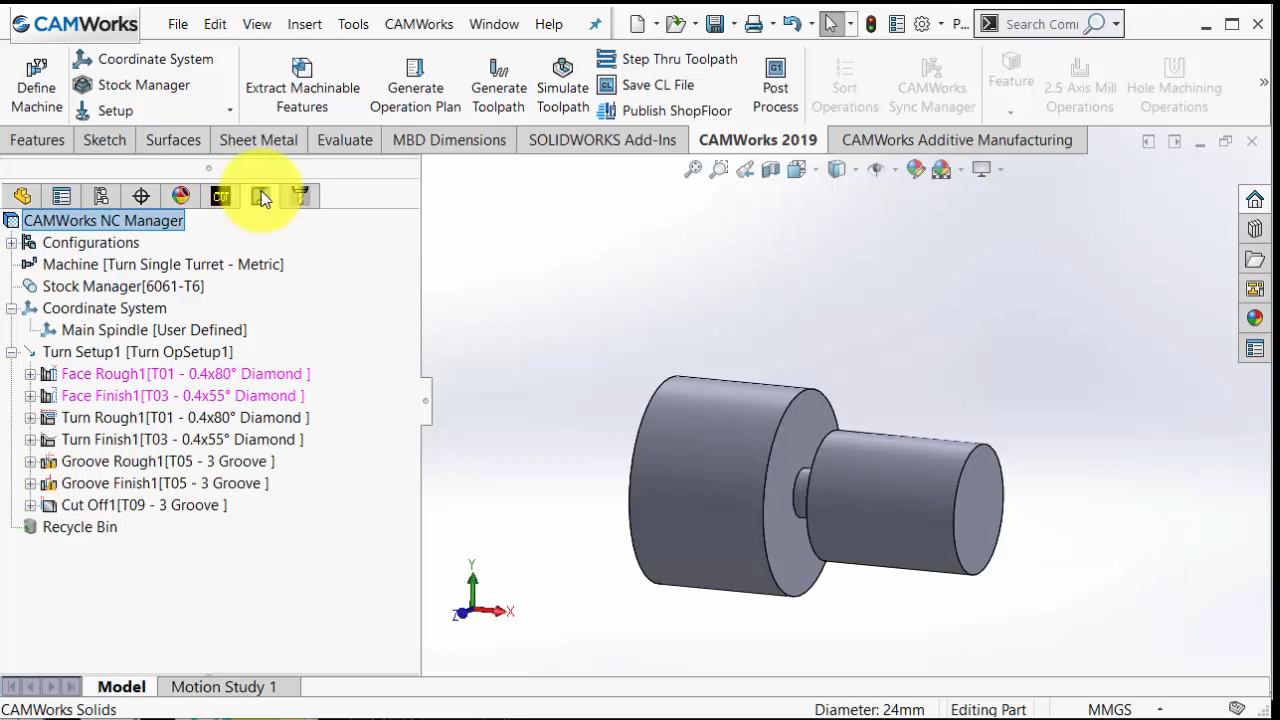 CAMWorks File Edit View Insert Tools CAMWorks Window Help P... Search Comi
Define Machine
Coordinate System
Stock Manager
Setup
Extract Machinable Features
Generate Operation Plan
Generate Toolpath
Simulate Toolpath
Step Thru Toolpath
Save CL File
Publish ShopFloor
G1
Post Process
Sort Operations
CAMWorks Sync Manager
Feature
2.5 Axis Mill Operations
Hole Machining Operations
Features Sketch Surfaces Sheet Metal Evaluate MBD Dimensions SOLIDWORKS Add-Ins CAMWorks 2019 CAMWorks Additive Manufacturing
CAMWorks NC Manager
Configurations
Machine [Turn Single Turret - Metric]
Stock Manager[6061-T6]
Coordinate System
Main Spindle [User Defined]
Turn Setup1 [Turn OpSetup1]
Face Rough1[T01 - 0.4x80° Diamond ]
Face Finish1[T03 - 0.4x55° Diamond ]
Turn Rough1[T01 - 0.4x80° Diamond ]
Turn Finish1[T03 - 0.4x55° Diamond ]
Groove Rough1[T05 - 3 Groove ]
Groove Finish1[T05 - 3 Groove ]
Cut Off1[T09 - 3 Groove ]
Recycle Bin
Y
Z X
Model Motion Study 1
CAMWorks Solids Diameter: 24mm Editing Part MMGS